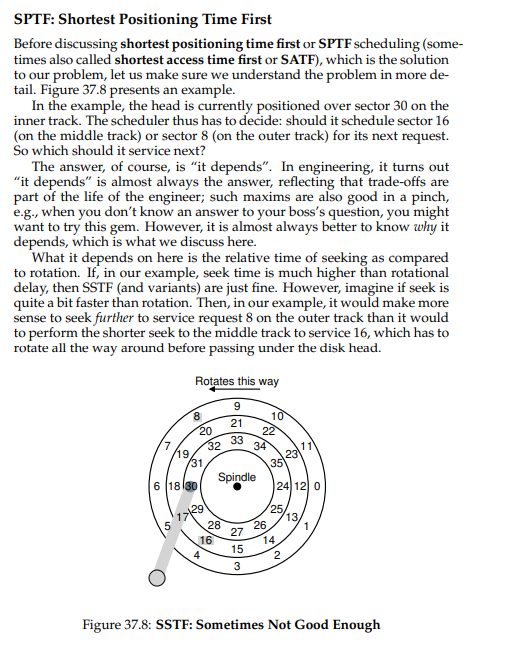 SPTF: Shortest Positioning Time First
Before discussing shortest positioning time first or SPTF scheduling (some-
times also called shortest access time first or SATF), which is the solution
to our problem, let us make sure we understand the problem in more de-
tail. Figure 37.8 presents an example.
In the example, the head is currently positioned over sector 30 on the
inner track. The scheduler thus has to decide: should it schedule sector 16
(on the middle track) or sector 8 (on the outer track) for its next request.
So which should it service next?
The answer, of course, is “it depends”. In engineering, it turns out
“it depends” is almost always the answer, reflecting that trade-offs are
part of the life of the engineer; such maxims are also good in a pinch,
e.g., when you don’t know an answer to your boss’s question, you might
want to try this gem. However, it is almost always better to know why it
depends, which is what we discuss here.
What it depends on here is the relative time of seeking as compared
to rotation. If, in our example, seek time is much higher than rotational
delay, then SSTF (and variants) are just fine. However, imagine if seek is
quite a bit faster than rotation. Then, in our example, it would make more
sense to seek further to service request 8 on the outer track than it would
to perform the shorter seek to the middle track to service 16, which has to
rotate all the way around before passing under the disk head.
Rotates this way
9
8 10
21
20 22
33
32 34
7 11
19 23
31 35
Spindle
6 18 30 24 12 0
29 25
17 13
5 1
28 26
27
16 14
15
4 2
3
Figure 37.8: SSTF: Sometimes Not Good Enough